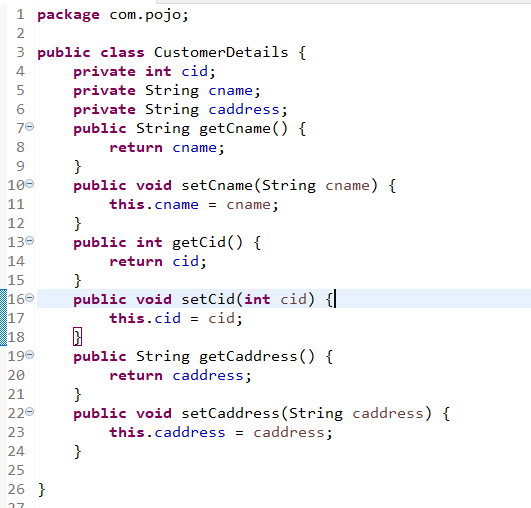 1 package com.pojo;
2
3 public class CustomerDetails {
4     private int cid;
5     private String cname;
6     private String caddress;
7     public String getCname() {
8         return cname;
9     }
10     public void setCname(String cname) {
11         this.cname = cname;
12     }
13     public int getCid() {
14         return cid;
15     }
16     public void setCid(int cid) {
17         this.cid = cid;
18     }
19     public String getCaddress() {
20         return caddress;
21     }
22     public void setCaddress(String caddress) {
23         this.caddress = caddress;
24     }
25
26 }
27